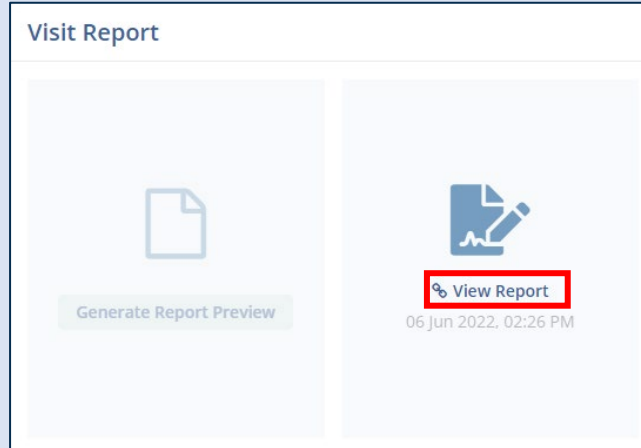 Visit Report
Generate Report Preview
View Report
06 Jun 2022, 02:26 PM